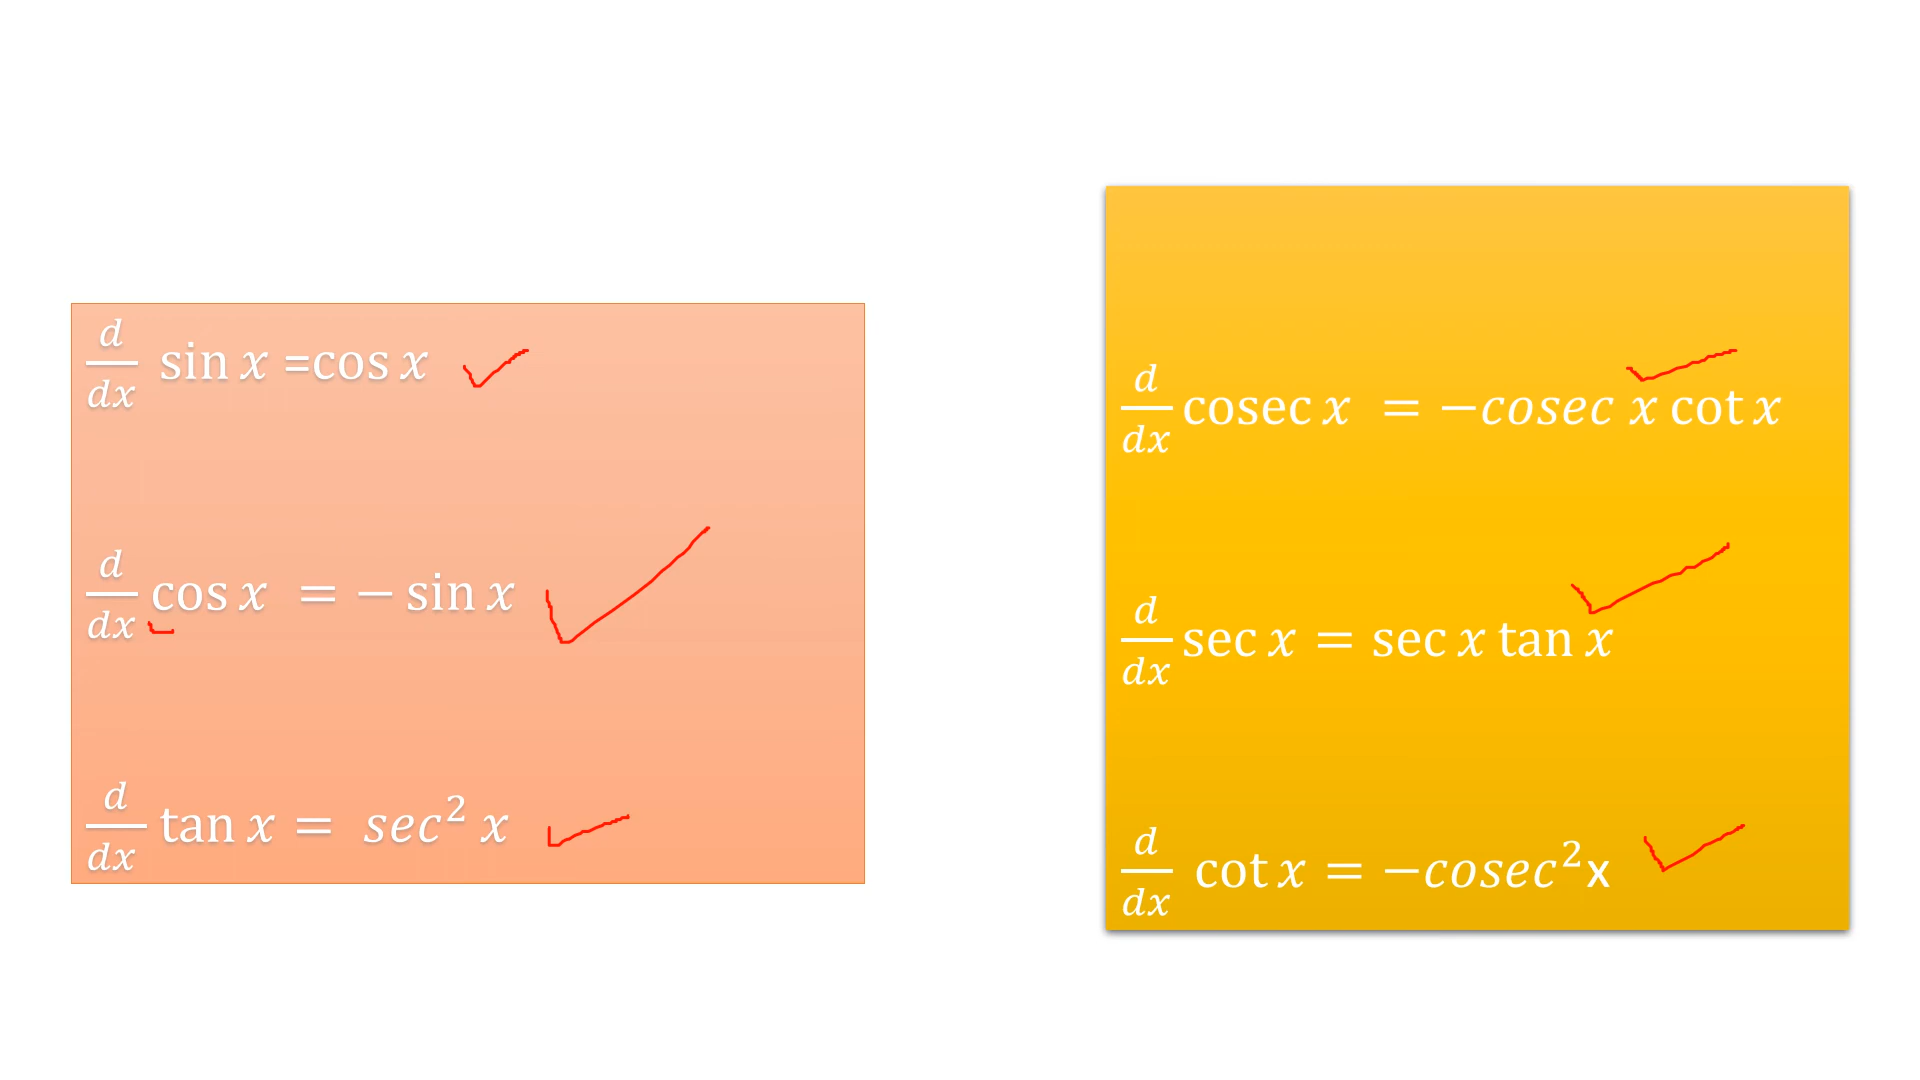 d/dx sin x =cos x
d/dx cos x = − sin x
d/dx tan x = sec² x
d/dx cosec x = −cosec x cot x
d/dx sec x = sec x tan x
d/dx cot x = −cosec²x